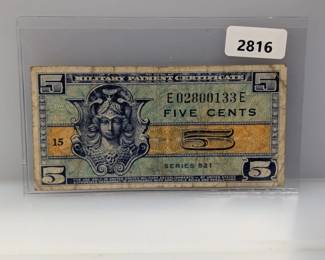 2816
5 MILITARY PAYMENT CERTIFICATE 5
E02800133E
FIVE CENTS
15 5
SERIES 521
5 5